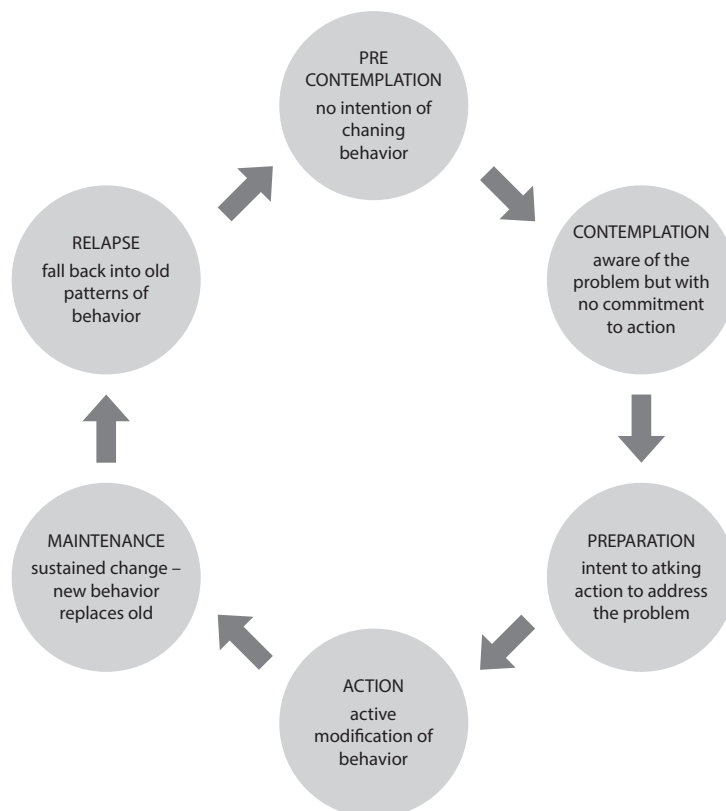 PRE
CONTEMPLATION
no intention of
chaning
behavior
CONTEMPLATION
aware of the
problem but with
no commitment
to action
PREPARATION
intent to atking
action to address
the problem
ACTION
active
modification of
behavior
MAINTENANCE
sustained change –
new behavior
replaces old
RELAPSE
fall back into old
patterns of
behavior